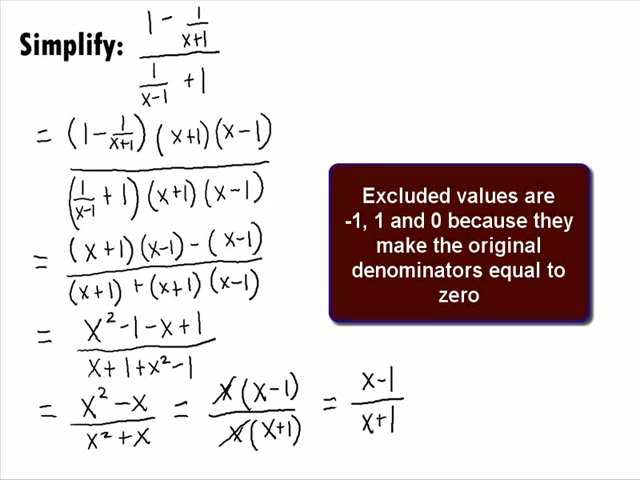 Simplify: (1 - 1/(x+1)) / (1/(x-1) + 1)
= ((1 - 1/(x+1)) (x+1)(x-1)) / ((1/(x-1) + 1) (x+1)(x-1))
= ((x+1)(x-1) - (x-1)) / ((x+1) + (x+1)(x-1))
= (x² - 1 - x + 1) / (x + 1 + x² - 1)
= (x² - x) / (x² + x) = (x(x-1)) / (x(x+1)) = (x-1) / (x+1)
Excluded values are
-1, 1 and 0 because they
make the original
denominators equal to
zero